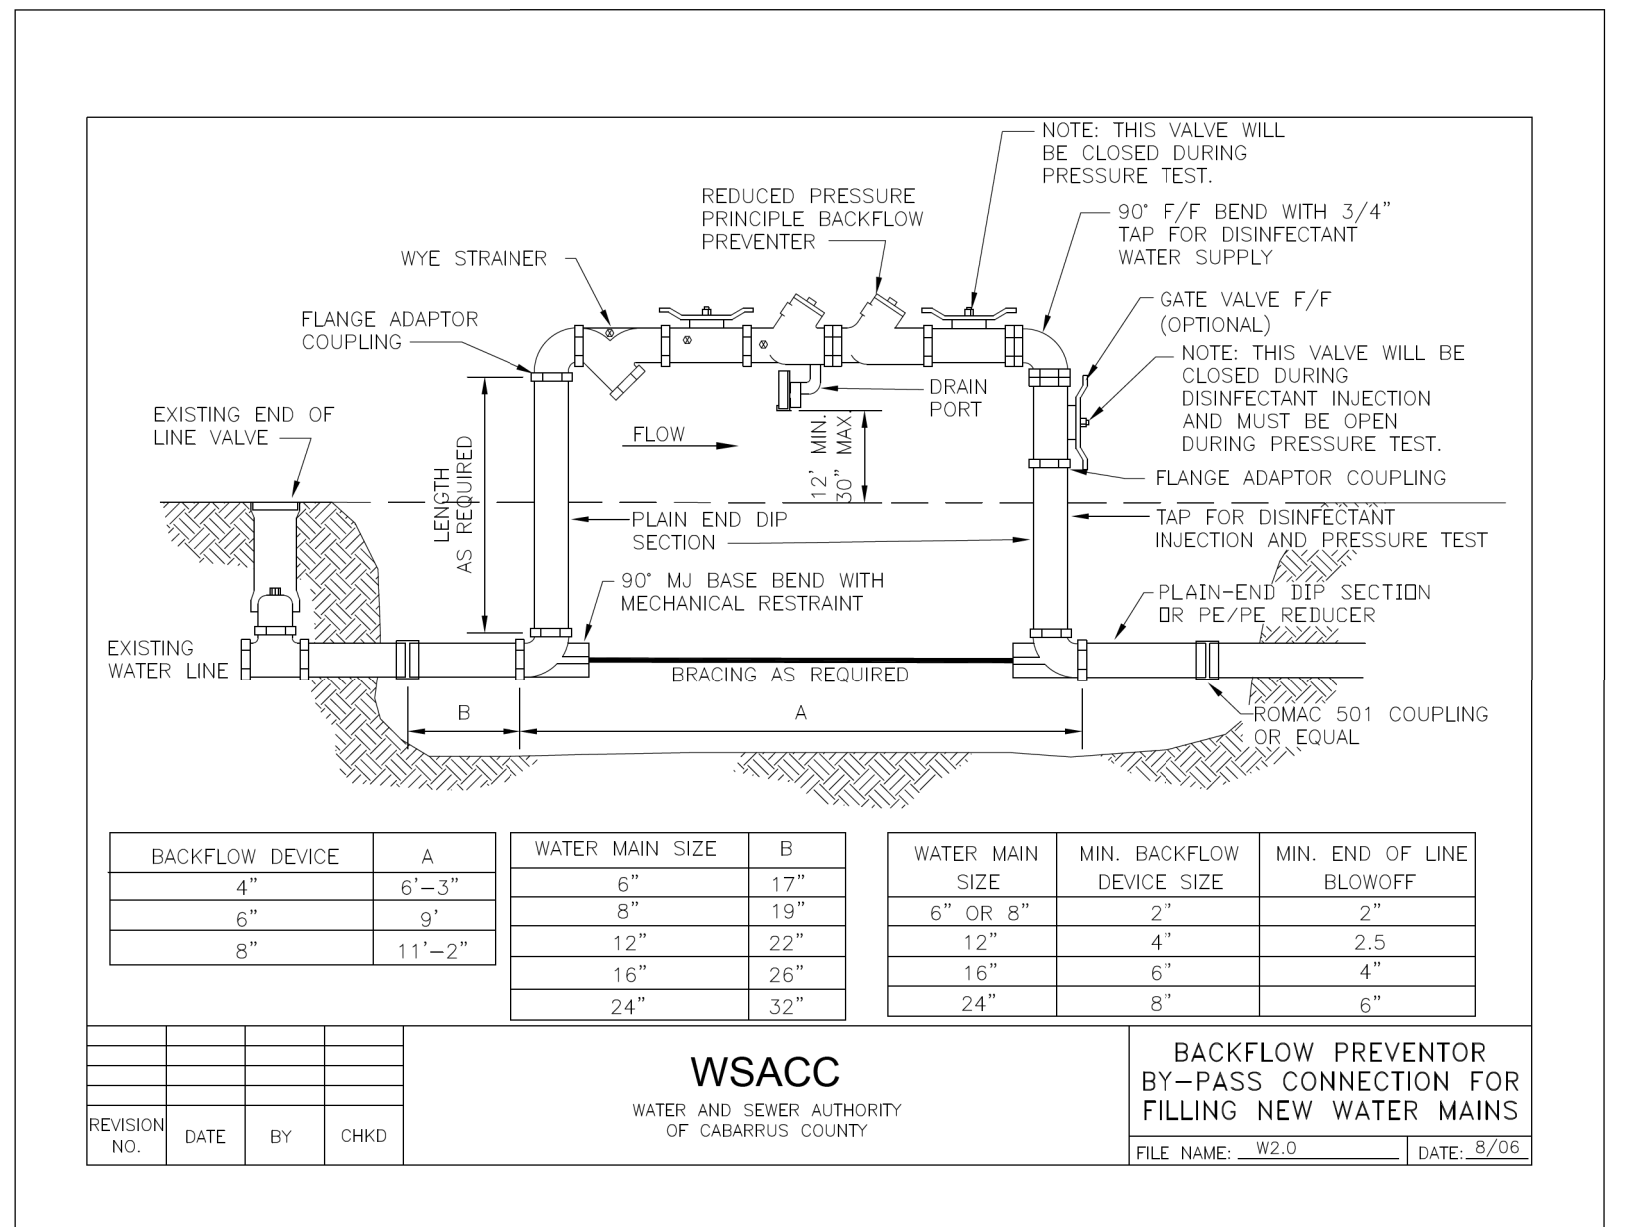 NOTE: THIS VALVE WILL
BE CLOSED DURING
PRESSURE TEST.
REDUCED PRESSURE
PRINCIPLE BACKFLOW
PREVENTER
90° F/F BEND WITH 3/4"
TAP FOR DISINFECTANT
WATER SUPPLY
WYE STRAINER
GATE VALVE F/F
(OPTIONAL)
FLANGE ADAPTOR
COUPLING
NOTE: THIS VALVE WILL BE
CLOSED DURING
DISINFECTANT INJECTION
AND MUST BE OPEN
DURING PRESSURE TEST.
DRAIN
PORT
EXISTING END OF
LINE VALVE
FLOW
12' MIN.
30" MAX.
LENGTH
AS REQUIRED
FLANGE ADAPTOR COUPLING
PLAIN END DIP
SECTION
TAP FOR DISINFECTANT
INJECTION AND PRESSURE TEST
90° MJ BASE BEND WITH
MECHANICAL RESTRAINT
PLAIN-END DIP SECTION
OR PE/PE REDUCER
EXISTING
WATER LINE
BRACING AS REQUIRED
B
A
ROMAC 501 COUPLING
OR EQUAL
BACKFLOW DEVICE A
4" 6'-3"
6" 9'
8" 11'-2"
WATER MAIN SIZE B
6" 17"
8" 19"
12" 22"
16" 26"
24" 32"
WATER MAIN MIN. BACKFLOW MIN. END OF LINE
SIZE DEVICE SIZE BLOWOFF
6" OR 8" 2" 2"
12" 4" 2.5
16" 6" 4"
24" 8" 6"
REVISION
NO.
DATE
BY
CHKD
WSACC
WATER AND SEWER AUTHORITY
OF CABARRUS COUNTY
BACKFLOW PREVENTOR
BY-PASS CONNECTION FOR
FILLING NEW WATER MAINS
FILE NAME: W2.0
DATE: 8/06